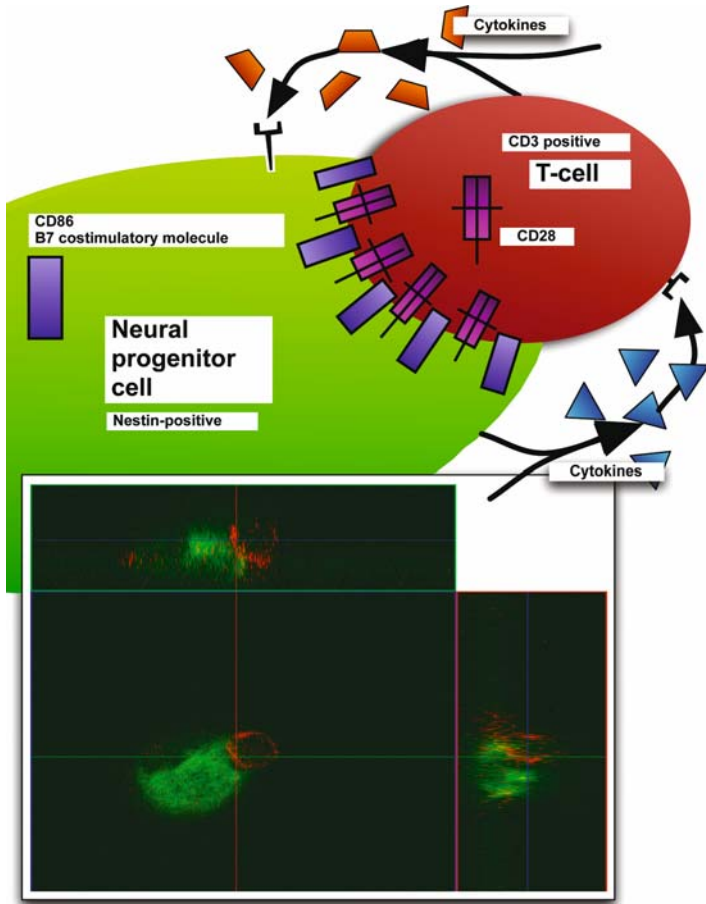 Cytokines
CD3 positive
T-cell
CD28
CD86
B7 costimulatory molecule
Neural
progenitor
cell
Nestin-positive
Cytokines